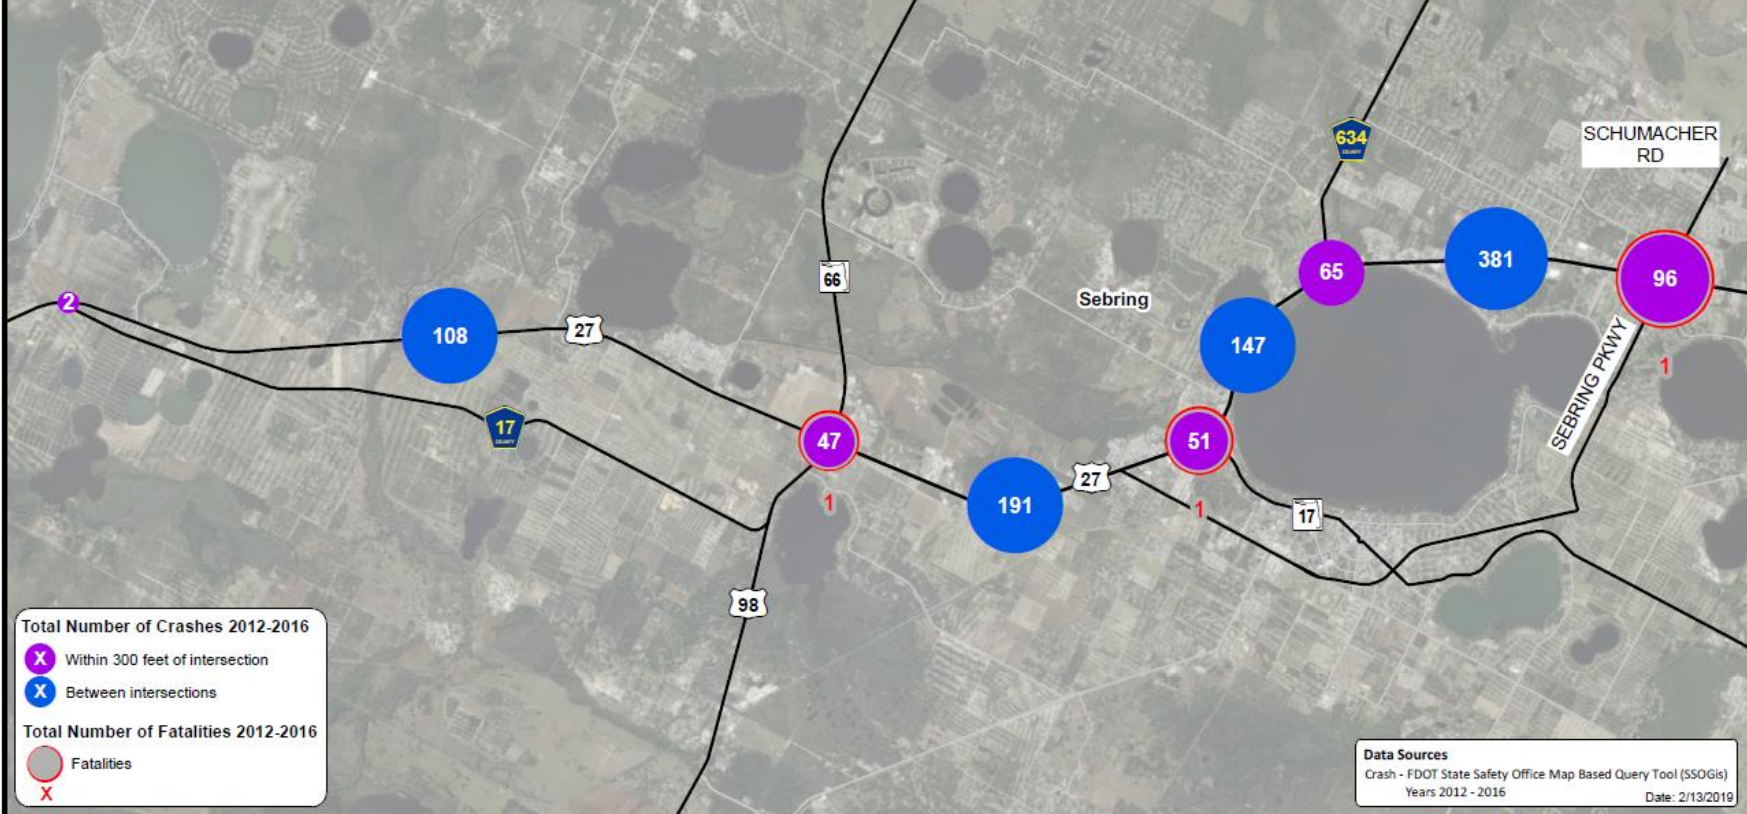 634
COUNTY
SCHUMACHER
RD
66
Sebring
65
381
96
2
108
27
147
SEBRING PKWY
1
17
COUNTY
47
51
27
191
1
1
17
98
Total Number of Crashes 2012-2016
X Within 300 feet of intersection
X Between intersections
Total Number of Fatalities 2012-2016
Fatalities
X
Data Sources
Crash - FDOT State Safety Office Map Based Query Tool (SSOGis)
Years 2012 - 2016
Date: 2/13/2019